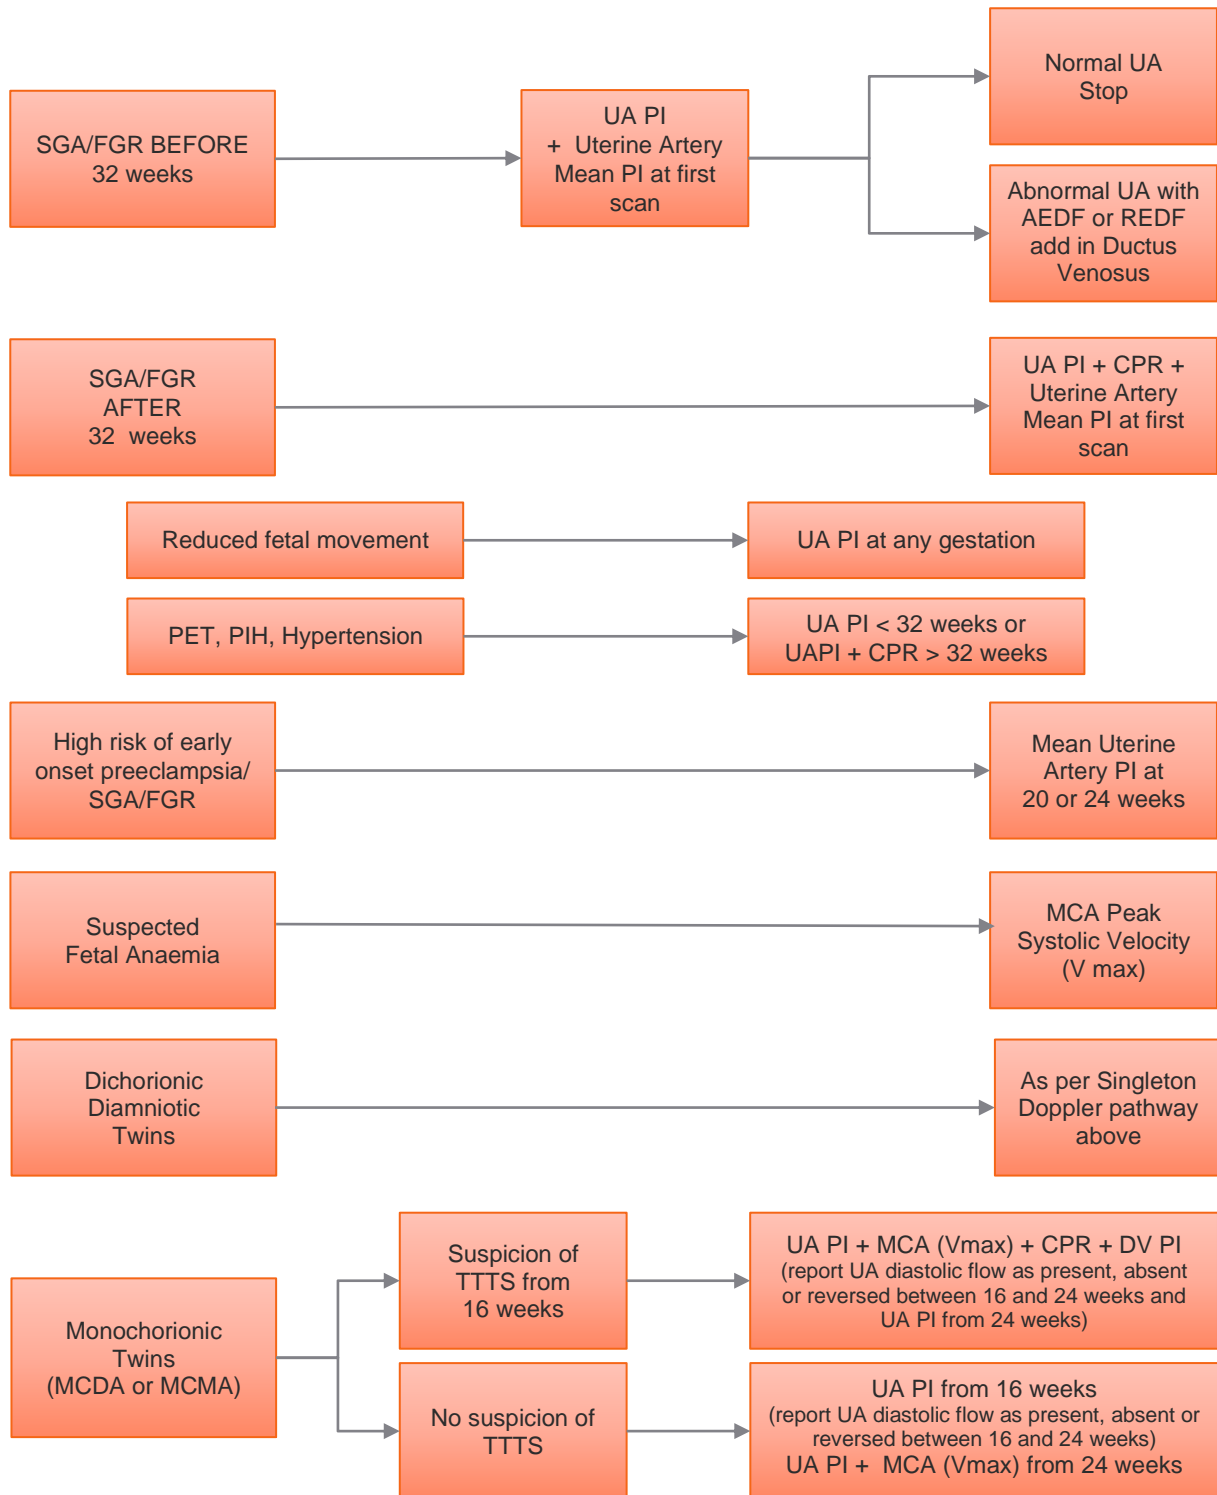 SGA/FGR BEFORE
32 weeks
UA PI
+ Uterine Artery
Mean PI at first
scan
Normal UA
Stop
Abnormal UA with
AEDF or REDF
add in Ductus
Venosus
SGA/FGR
AFTER
32 weeks
UA PI + CPR +
Uterine Artery
Mean PI at first
scan
Reduced fetal movement
UA PI at any gestation
PET, PIH, Hypertension
UA PI < 32 weeks or
UAPI + CPR > 32 weeks
High risk of early
onset preeclampsia/
SGA/FGR
Mean Uterine
Artery PI at
20 or 24 weeks
Suspected
Fetal Anaemia
MCA Peak
Systolic Velocity
(V max)
Dichorionic
Diamniotic
Twins
As per Singleton
Doppler pathway
above
Monochorionic
Twins
(MCDA or MCMA)
Suspicion of
TTTS from
16 weeks
UA PI + MCA (Vmax) + CPR + DV PI
(report UA diastolic flow as present, absent
or reversed between 16 and 24 weeks and
UA PI from 24 weeks)
No suspicion of
TTTS
UA PI from 16 weeks
(report UA diastolic flow as present, absent or
reversed between 16 and 24 weeks)
UA PI + MCA (Vmax) from 24 weeks